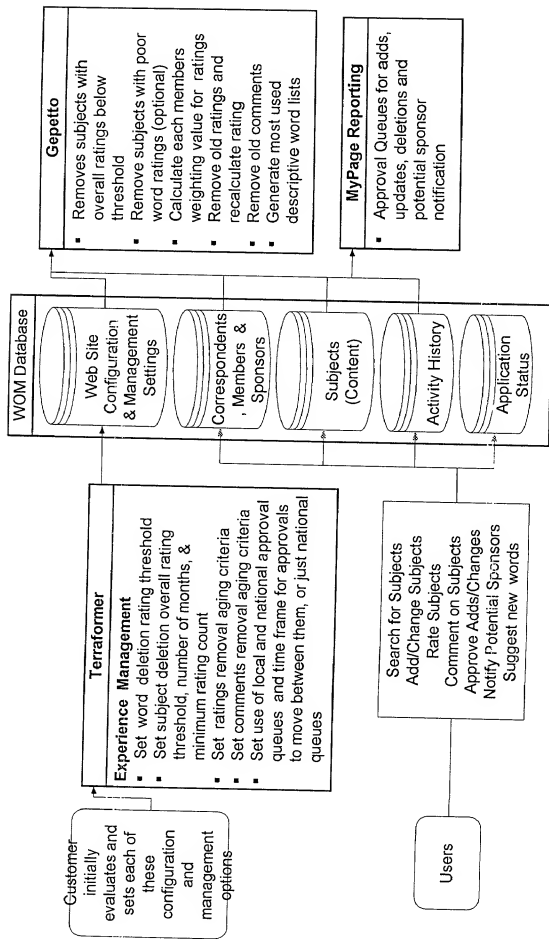 Customer
initially
evaluates and
sets each of
these
configuration
and
management
options
Terraformer
Experience Management
▪ Set word deletion rating threshold
▪ Set subject deletion overall rating
threshold, number of months, &
minimum rating count
▪ Set ratings removal aging criteria
▪ Set comments removal aging criteria
▪ Set use of local and national approval
queues and time frame for approvals
to move between them, or just national
queues
Users
Search for Subjects
Add/Change Subjects
Rate Subjects
Comment on Subjects
Approve Adds/Changes
Notify Potential Sponsors
Suggest new words
WOM Database
Web Site
Configuration
& Management
Settings
Correspondents
, Members &
Sponsors
Subjects
(Content)
Activity History
Application
Status
Gepetto
▪ Removes subjects with
overall ratings below
threshold
▪ Remove subjects with poor
word ratings (optional)
▪ Calculate each members
weighting value for ratings
▪ Remove old ratings and
recalculate rating
▪ Remove old comments
▪ Generate most used
descriptive word lists
MyPage Reporting
▪ Approval Queues for adds,
updates, deletions and
potential sponsor
notification